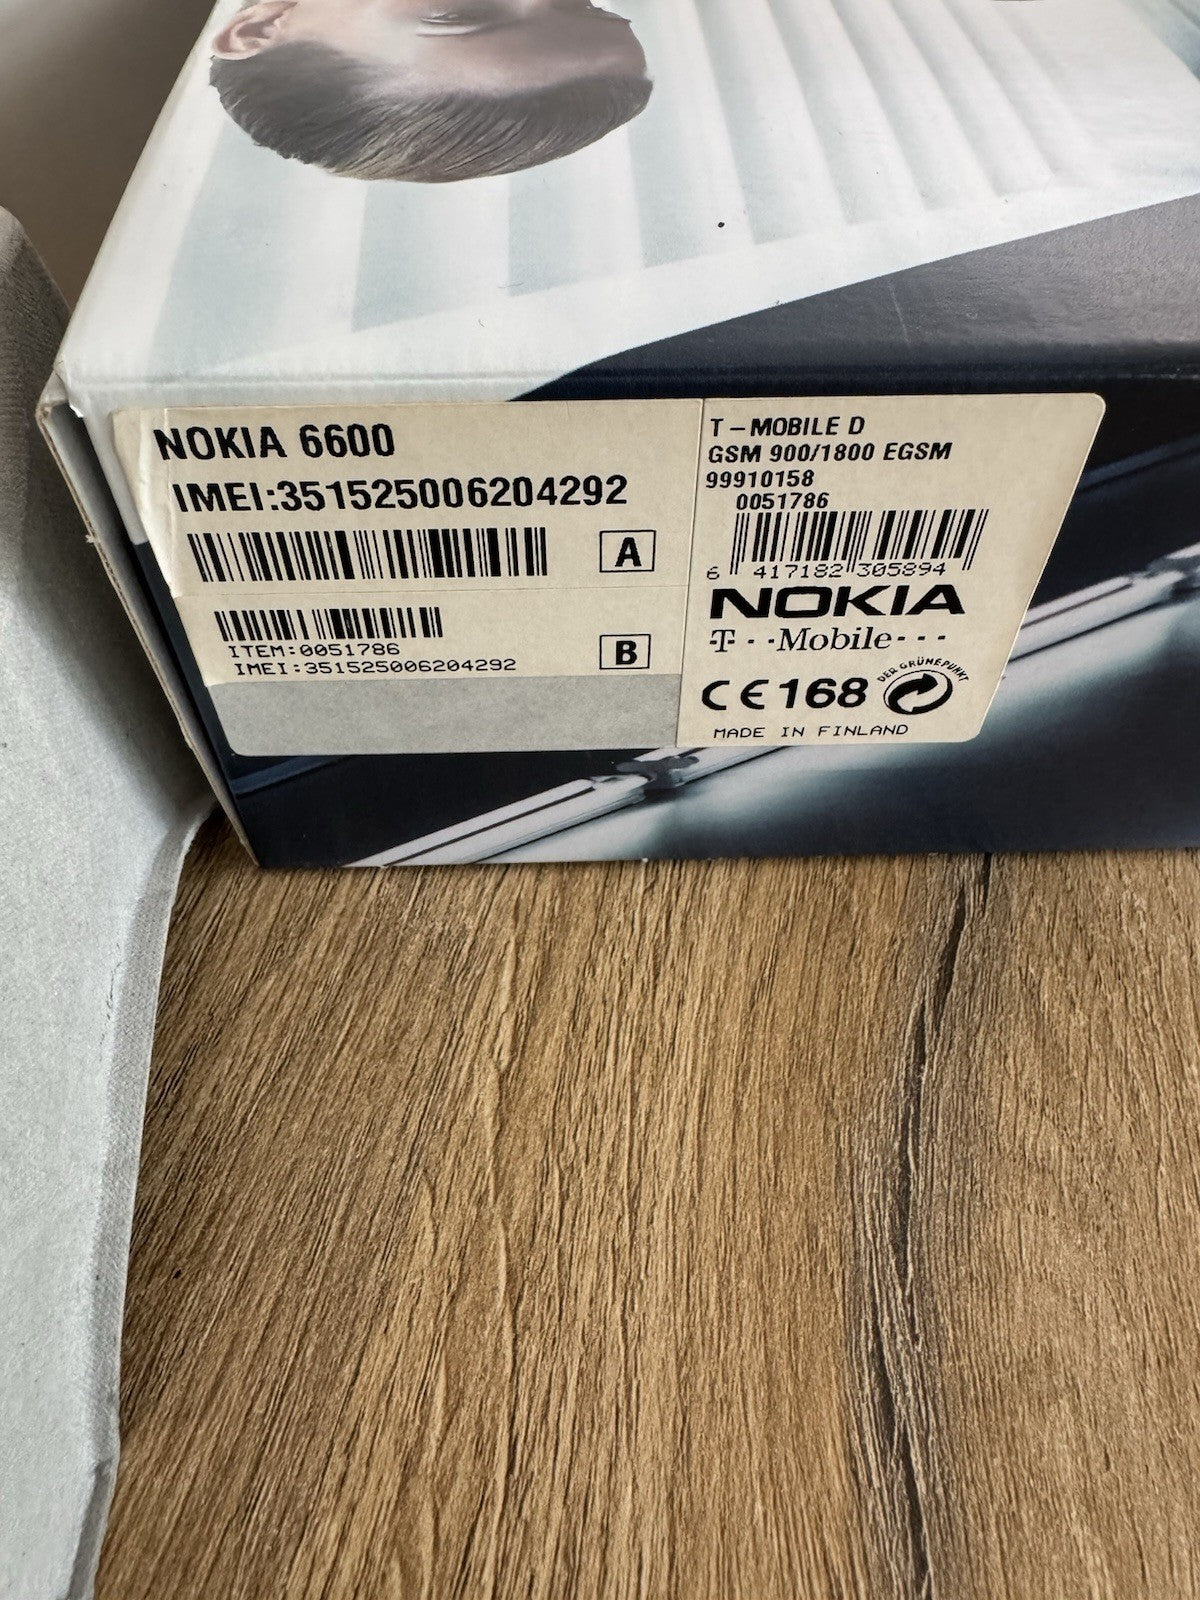 NOKIA 6600
IMEI:351525006204292
A
ITEM:0051786
IMEI:351525006204292
B
T-MOBILE D
GSM 900/1800 EGSM
99910158
0051786
6 417182 305894
NOKIA
·T· · ·Mobile· · ·
CE168
DER GRÜNE PUNKT
MADE IN FINLAND